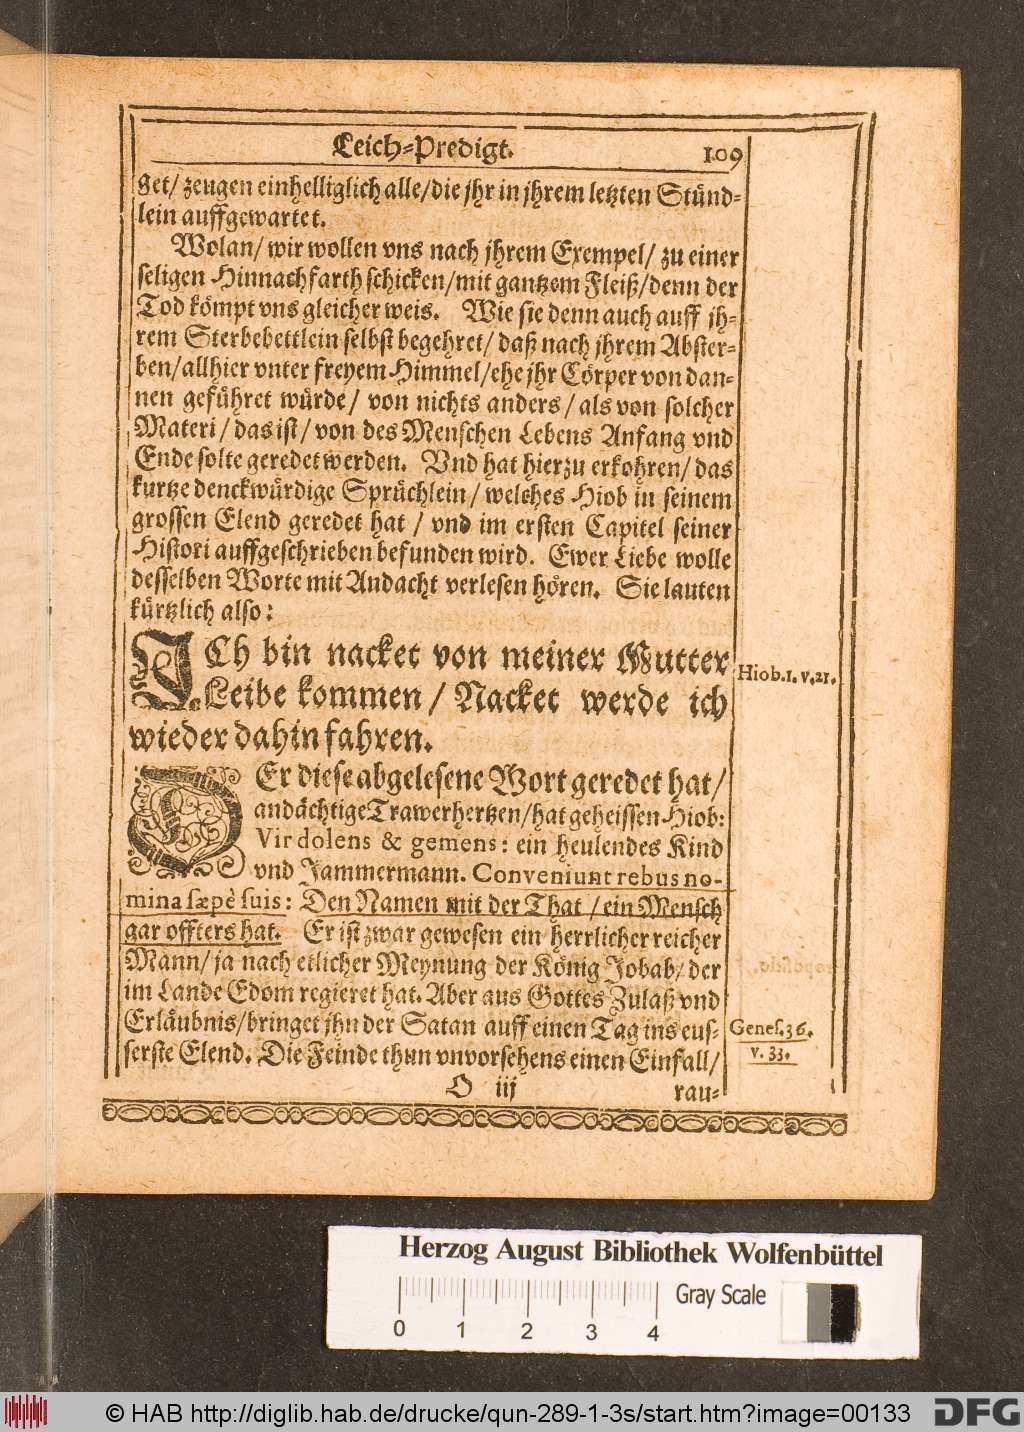 Leich-Predigt. 109
get/ zeugen einhelliglich alle/ die jhr in jhrem letzten Stünd-
lein auffgewartet.
Wolan/ wir wollen vns nach jhrem Exempel/ zu einer
seligen Hinnachfarth schicken/ mit gantzem Fleiß/ denn der
Tod kömpt vns gleicher weis. Wie sie denn auch auff jh-
rem Sterbebettlein selbst begehret/ daß nach jhrem Abster-
ben/ allhier vnter freyem Himmel/ ehe jhr Cörper von dan-
nen geführet würde/ von nichts anders/ als von solcher
Materi/ das ist/ von des Menschen Lebens Anfang vnd
Ende solte geredet werden. Vnd hat hierzu erkohren/ das
kurtze denckwürdige Sprüchlein/ welches Hiob in seinem
grossen Elend geredet hat/ vnd im ersten Capitel seiner
Histori auffgeschrieben befunden wird. Ewer Liebe wolle
desselben Worte mit Andacht verlesen hören. Sie lauten
kürtzlich also:
ICh bin nacket von meiner Mutter
Leibe kommen/ Nacket werde ich
wieder dahin fahren.
Hiob. 1. v. 21.
DEr diese abgelesene Wort geredet hat/
andächtige Trawerhertzen/ hat geheissen Hiob:
Vir dolens & gemens: ein heulendes Kind
vnd Jammermann. Conveniunt rebus no-
mina sæpè suis: Den Namen mit der That/ ein Mensch
gar offters hat. Er ist zwar gewesen ein herrlicher reicher
Mann/ ja nach etlicher Meynung der König Jobab/ der
im Lande Edom regieret hat. Aber aus Gottes Zulaß vnd
Erläubnis/ bringet jhn der Satan auff einen Tag ins eus-
serste Elend. Die Feinde thun vnvorsehens einen Einfall/
Genes. 36.
v. 33.
O iij rau-
Herzog August Bibliothek Wolfenbüttel
Gray Scale
0 1 2 3 4
© HAB http://diglib.hab.de/drucke/qun-289-1-3s/start.htm?image=00133
DFG